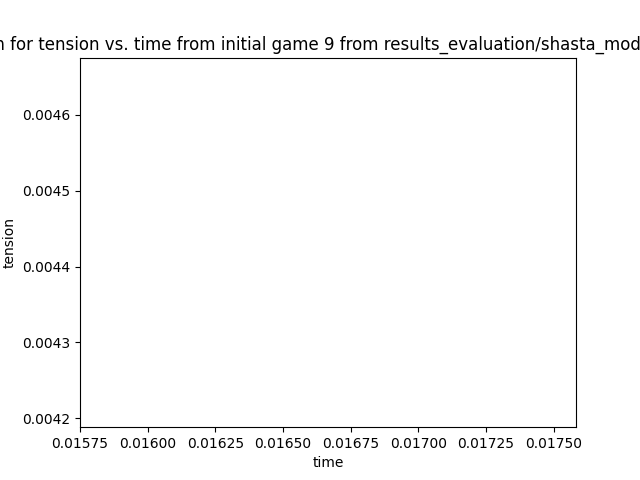 for tension vs. time from initial game 9 from results_evaluation/shasta_mod
0.0046
0.0045
0.0044
0.0043
0.0042
tension
0.01575 0.01600 0.01625 0.01650 0.01675 0.01700 0.01725 0.01750
time